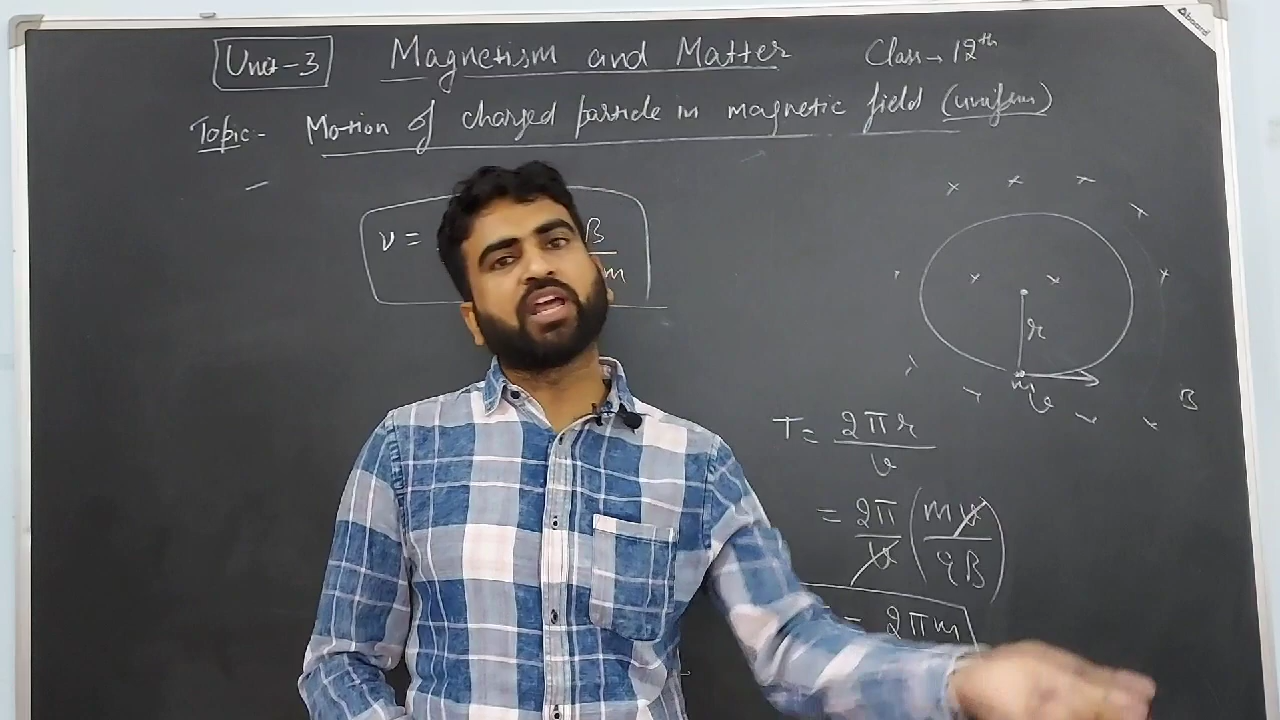 Unit-3 Magnetism and Matter Class→ 12th
Topic:- Motion of charged particle in magnetic field (uniform)
ν = B
m
r
m
v
B
T= 2πr
v
= 2π (mv
v qB)
= 2πm
Aboard